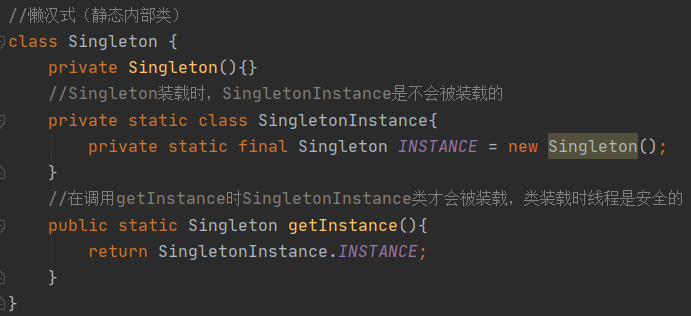 //懒汉式（静态内部类）
class Singleton {
    private Singleton(){}
    //Singleton装载时，SingletonInstance是不会被装载的
    private static class SingletonInstance{
        private static final Singleton INSTANCE = new Singleton();
    }
    //在调用getInstance时SingletonInstance类才会被装载，类装载时线程是安全的
    public static Singleton getInstance(){
        return SingletonInstance.INSTANCE;
    }
}